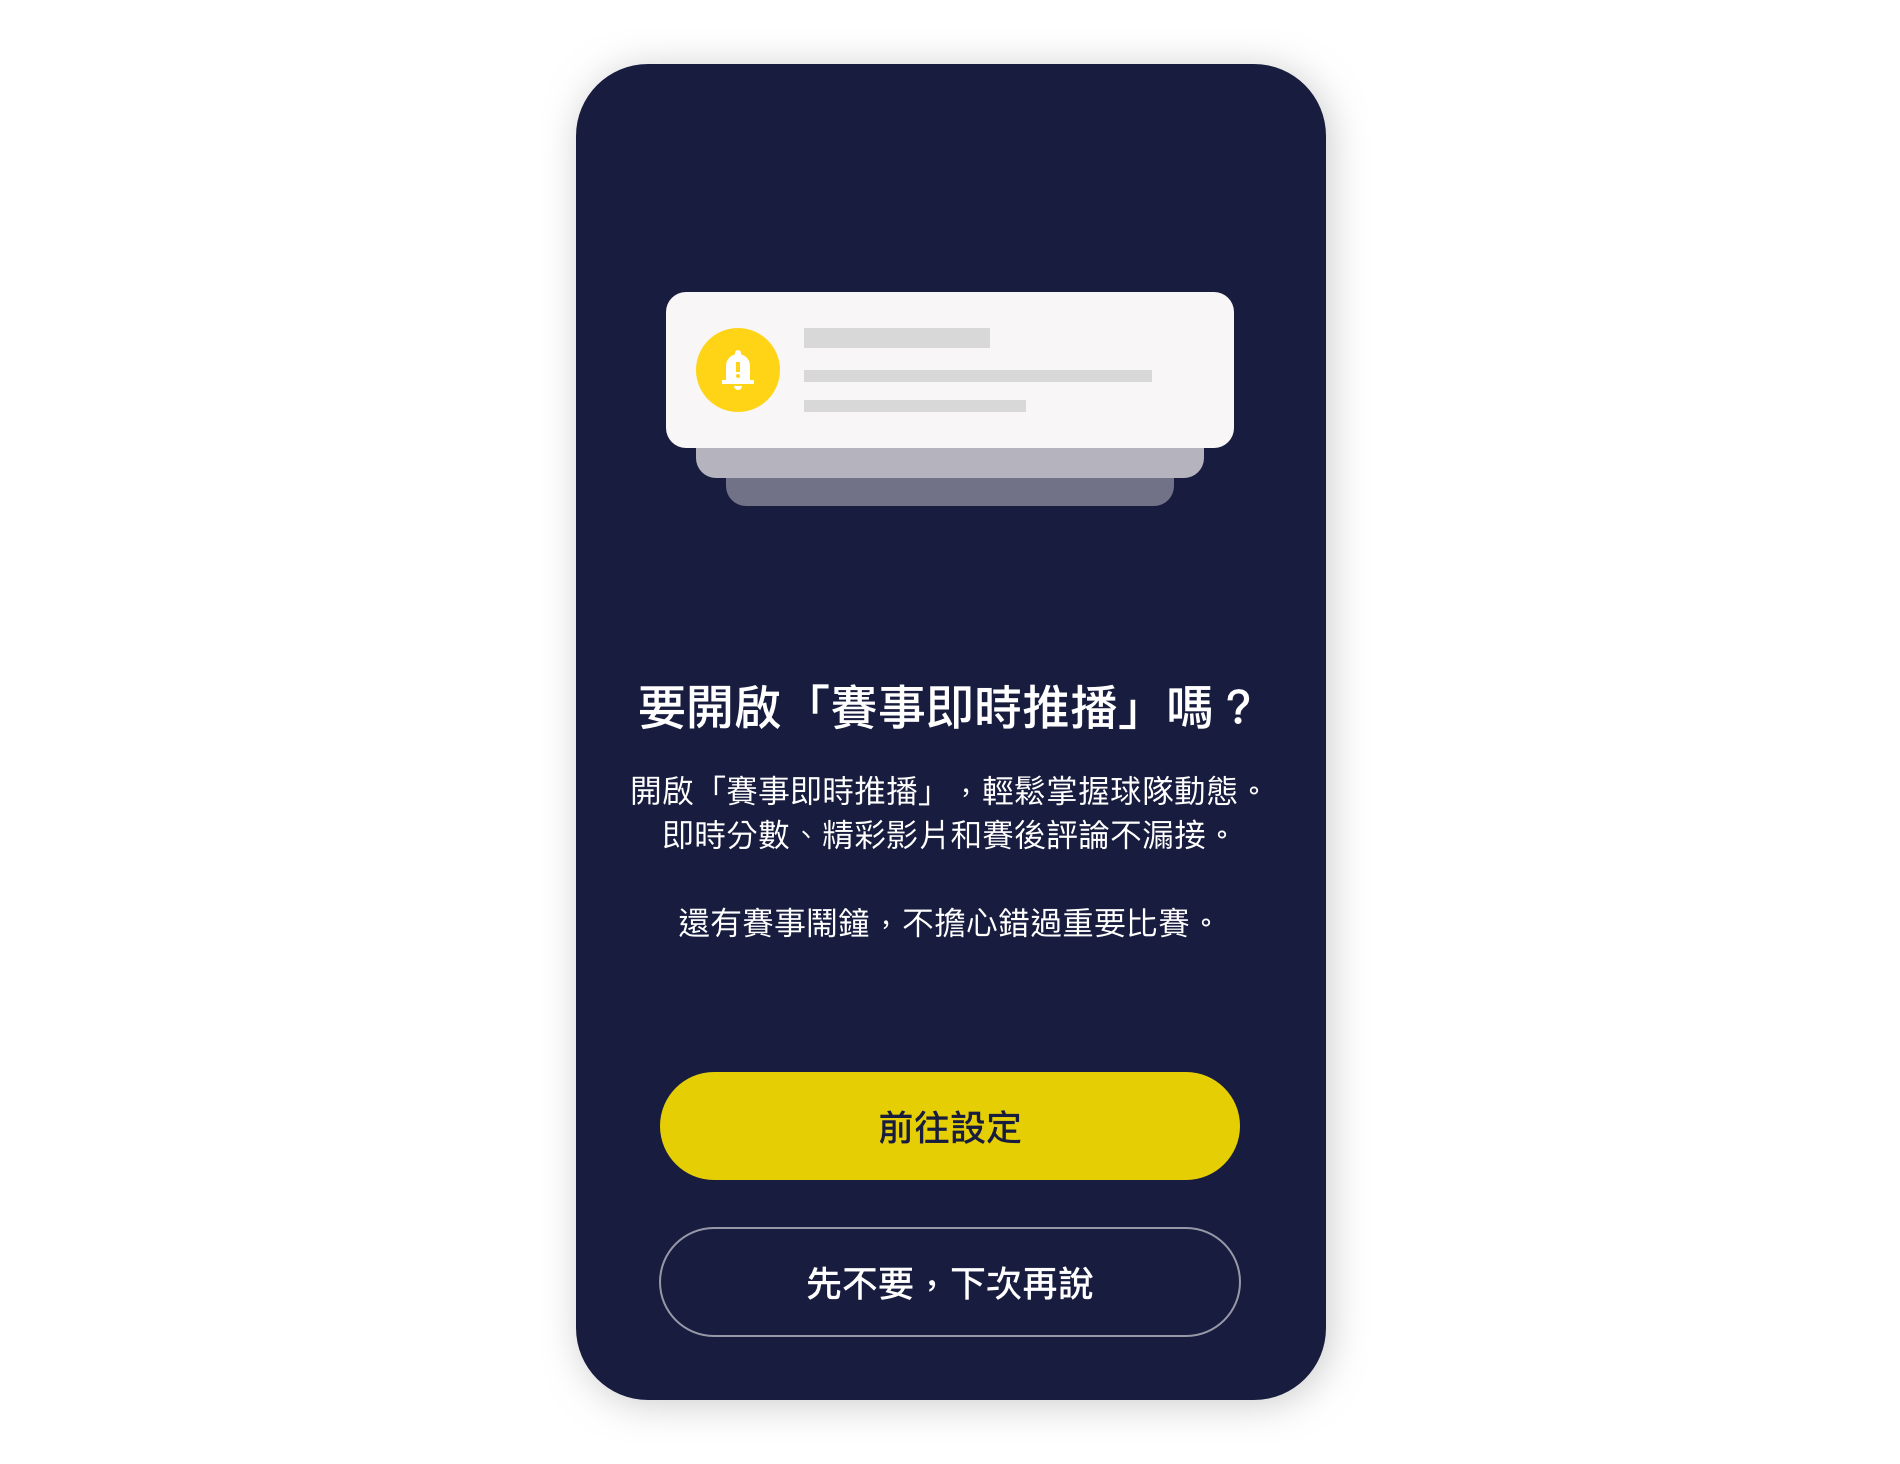 要開啟「賽事即時推播」嗎？
開啟「賽事即時推播」，輕鬆掌握球隊動態。
即時分數、精彩影片和賽後評論不漏接。
還有賽事鬧鐘，不擔心錯過重要比賽。
前往設定
先不要，下次再說